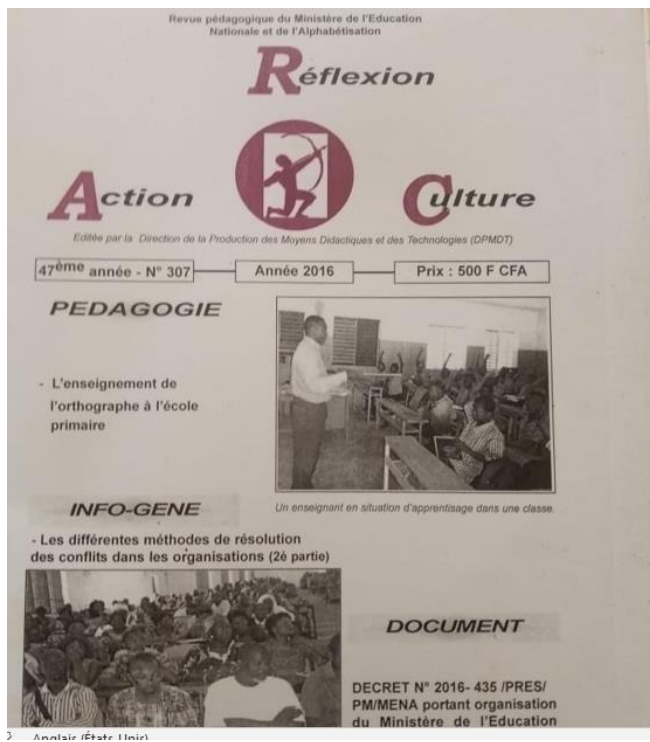 Revue pédagogique du Ministère de l'Education
Nationale et de l'Alphabétisation
Réflexion
Action Culture
Editée par la Direction de la Production des Moyens Didactiques et des Technologies (DPMDT)
47ème année - N° 307 Année 2016 Prix : 500 F CFA
PEDAGOGIE
- L'enseignement de
l'orthographe à l'école
primaire
Un enseignant en situation d'apprentisage dans une classe.
INFO-GENE
- Les différentes méthodes de résolution
des conflits dans les organisations (2è partie)
DOCUMENT
DECRET N° 2016- 435 /PRES/
PM/MENA portant organisation
du Ministère de l'Education
Anglais (États-Unis)